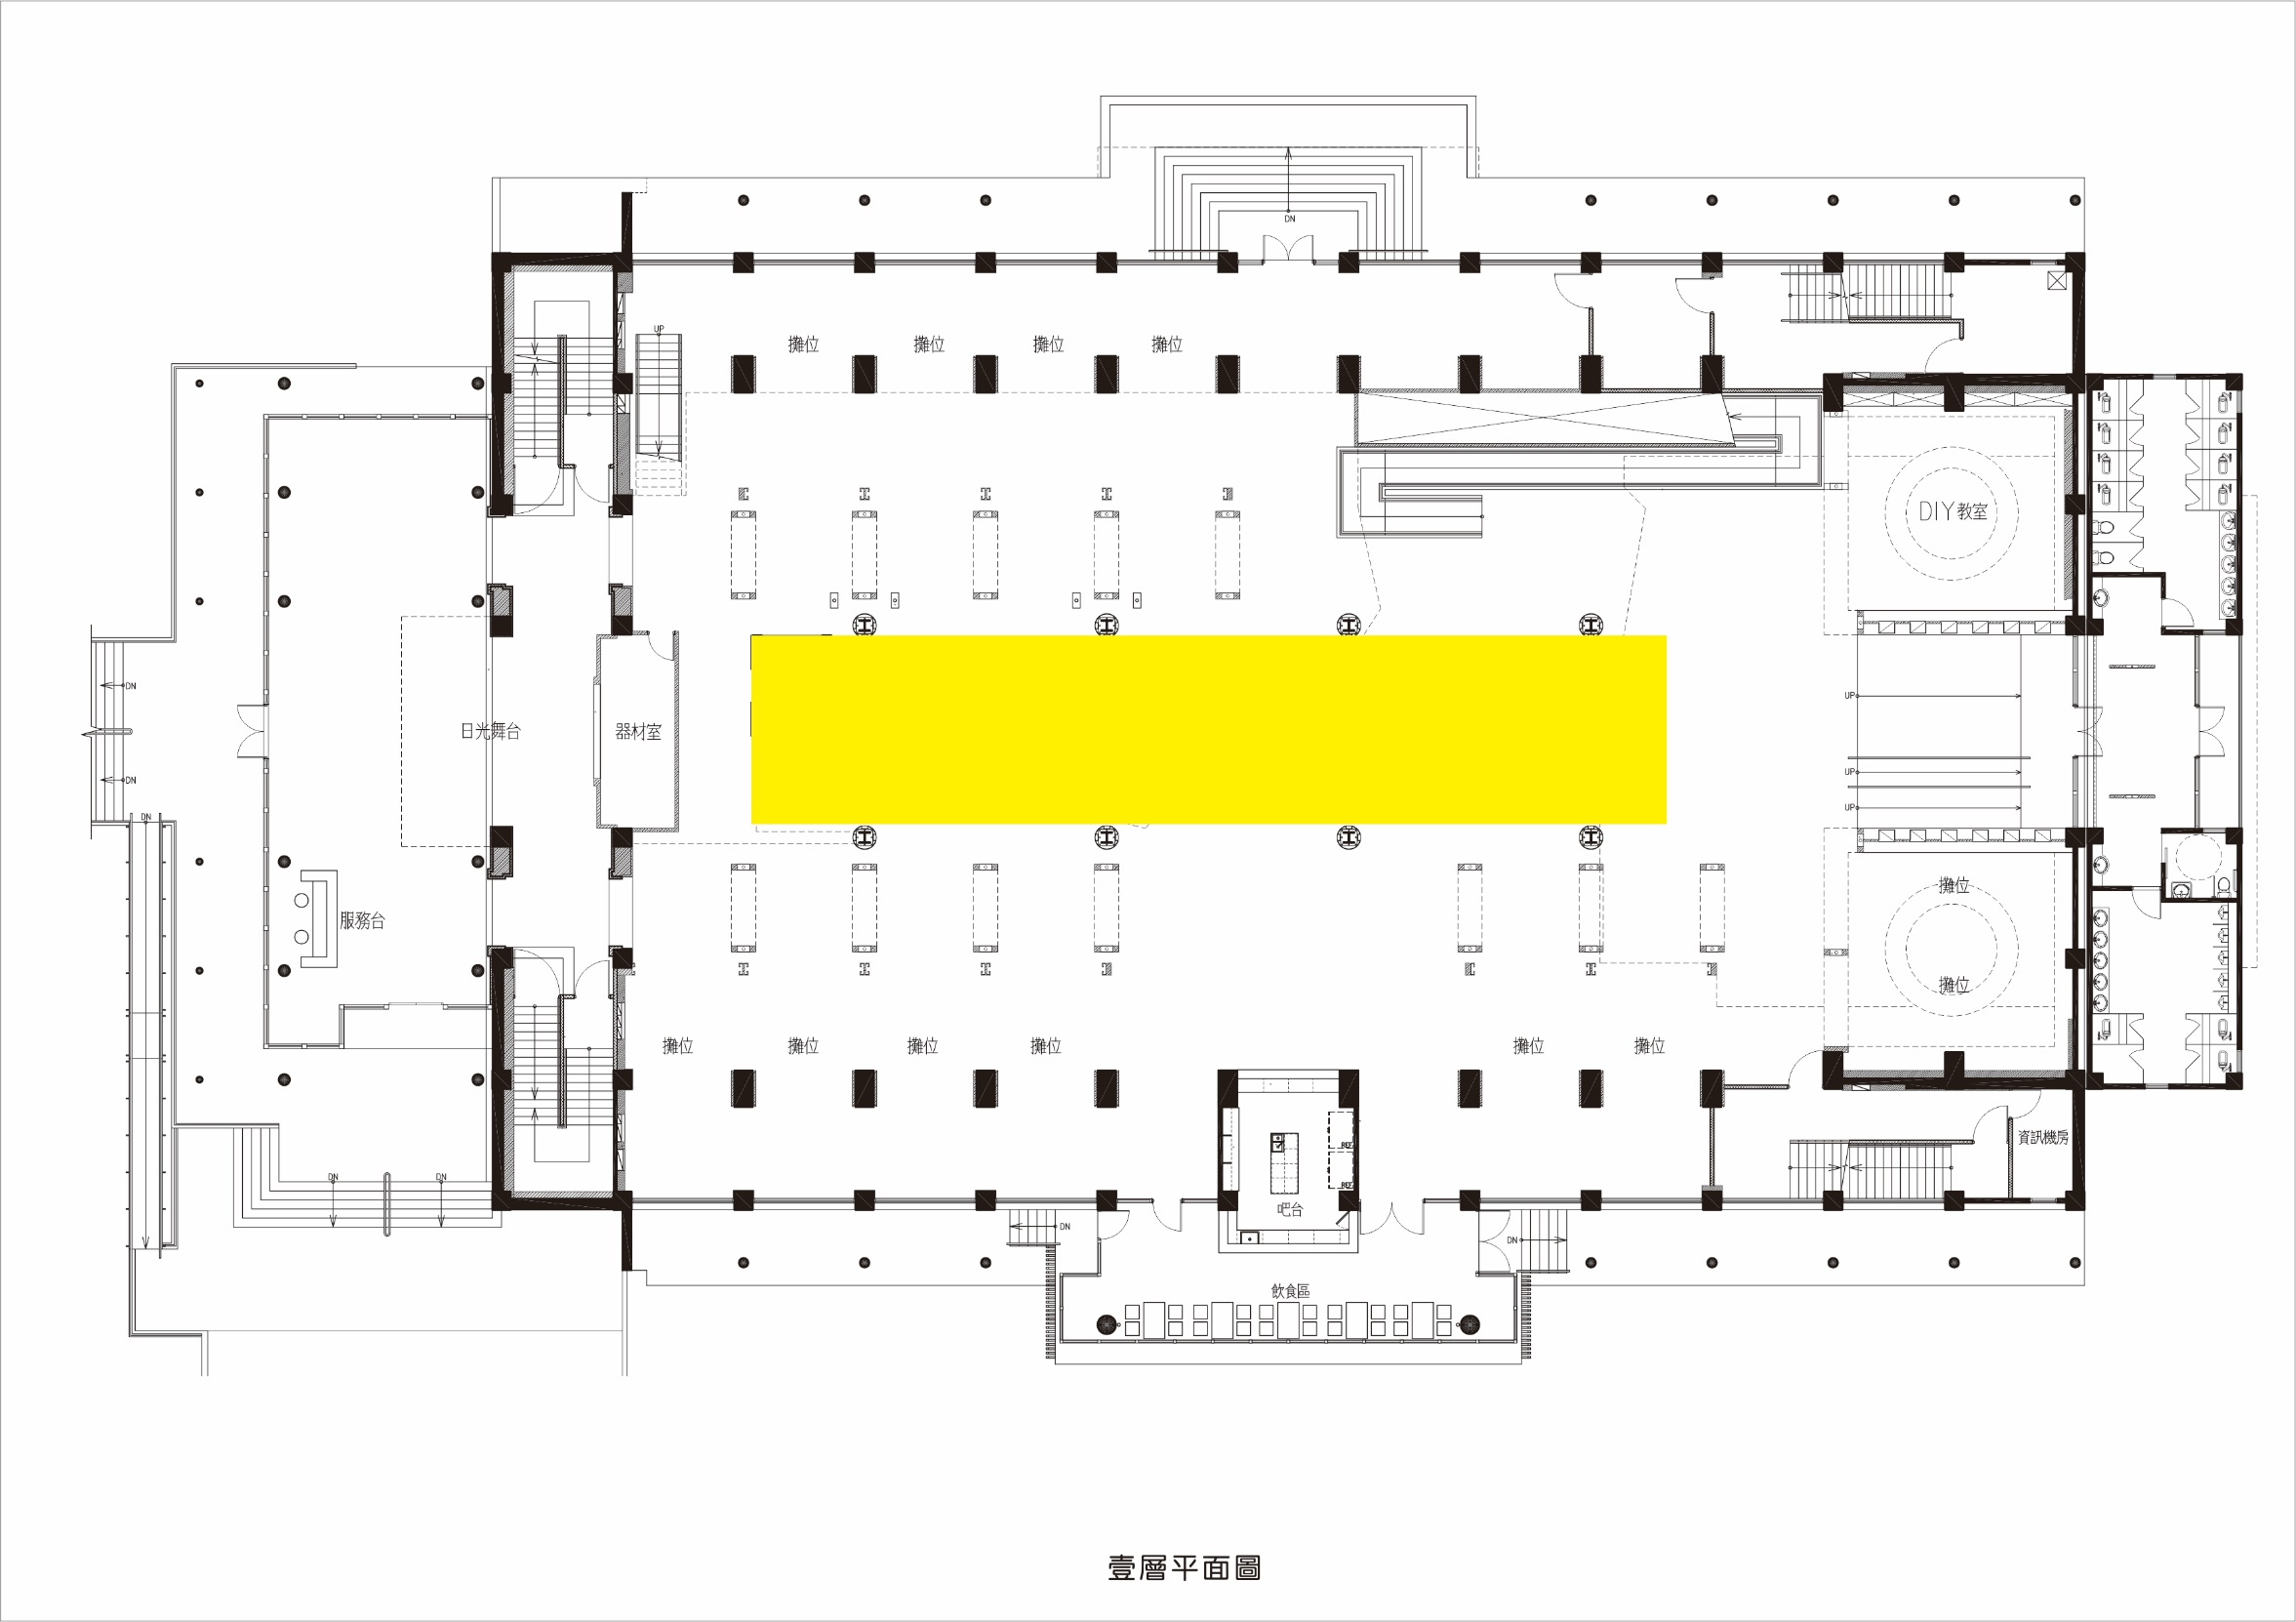 DN
UP
攤位 攤位 攤位 攤位
DIY教室
DN
UP
日光舞台
器材室
UP
DN
UP
DN
攤位
服務台
攤位
攤位 攤位 攤位 攤位 攤位 攤位
REF
資訊機房
DN DN
REF
吧台
DN
DN
飲食區
壹層平面圖